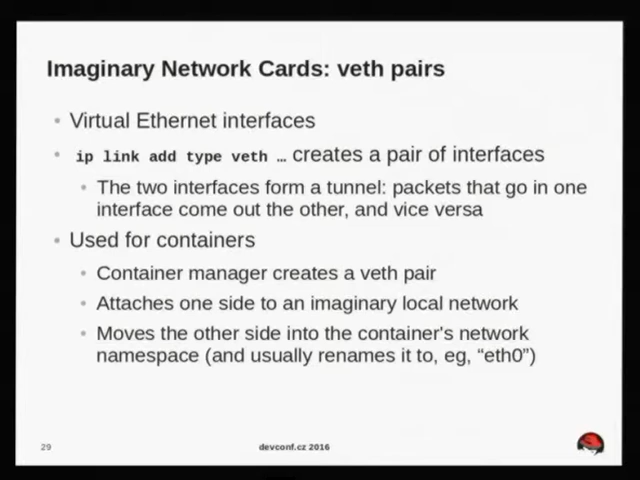 Imaginary Network Cards: veth pairs
• Virtual Ethernet interfaces
• ip link add type veth … creates a pair of interfaces
• The two interfaces form a tunnel: packets that go in one
interface come out the other, and vice versa
• Used for containers
• Container manager creates a veth pair
• Attaches one side to an imaginary local network
• Moves the other side into the container's network
namespace (and usually renames it to, eg, “eth0”)
29
devconf.cz 2016